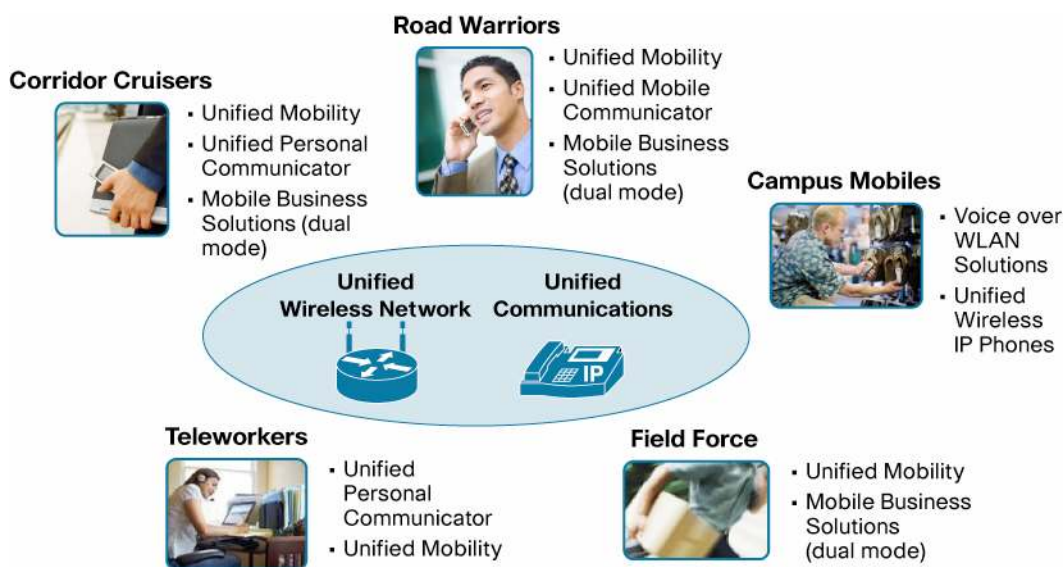 Road Warriors
▪ Unified Mobility
▪ Unified Mobile
Communicator
▪ Mobile Business
Solutions
(dual mode)
Corridor Cruisers
▪ Unified Mobility
▪ Unified Personal
Communicator
▪ Mobile Business
Solutions (dual
mode)
Campus Mobiles
▪ Voice over
WLAN
Solutions
▪ Unified
Wireless
IP Phones
Unified
Wireless Network
Unified
Communications
IP
Teleworkers
▪ Unified
Personal
Communicator
▪ Unified Mobility
Field Force
▪ Unified Mobility
▪ Mobile Business
Solutions
(dual mode)